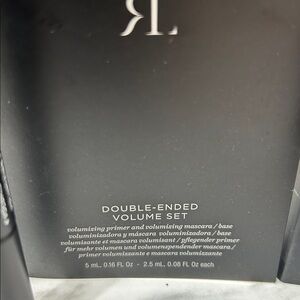 RL
DOUBLE-ENDED
VOLUME SET
volumizing primer and volumizing mascara / base
voluminizadora y máscara voluminizadora / base
volumisante et mascara volumisant / pflegender primer
für mehr volumen und volumenspendender mascara /
primer volumizzante e mascara volumizzante
5 mL, 0.16 FL Oz - 2.5 mL, 0.08 FL Oz each